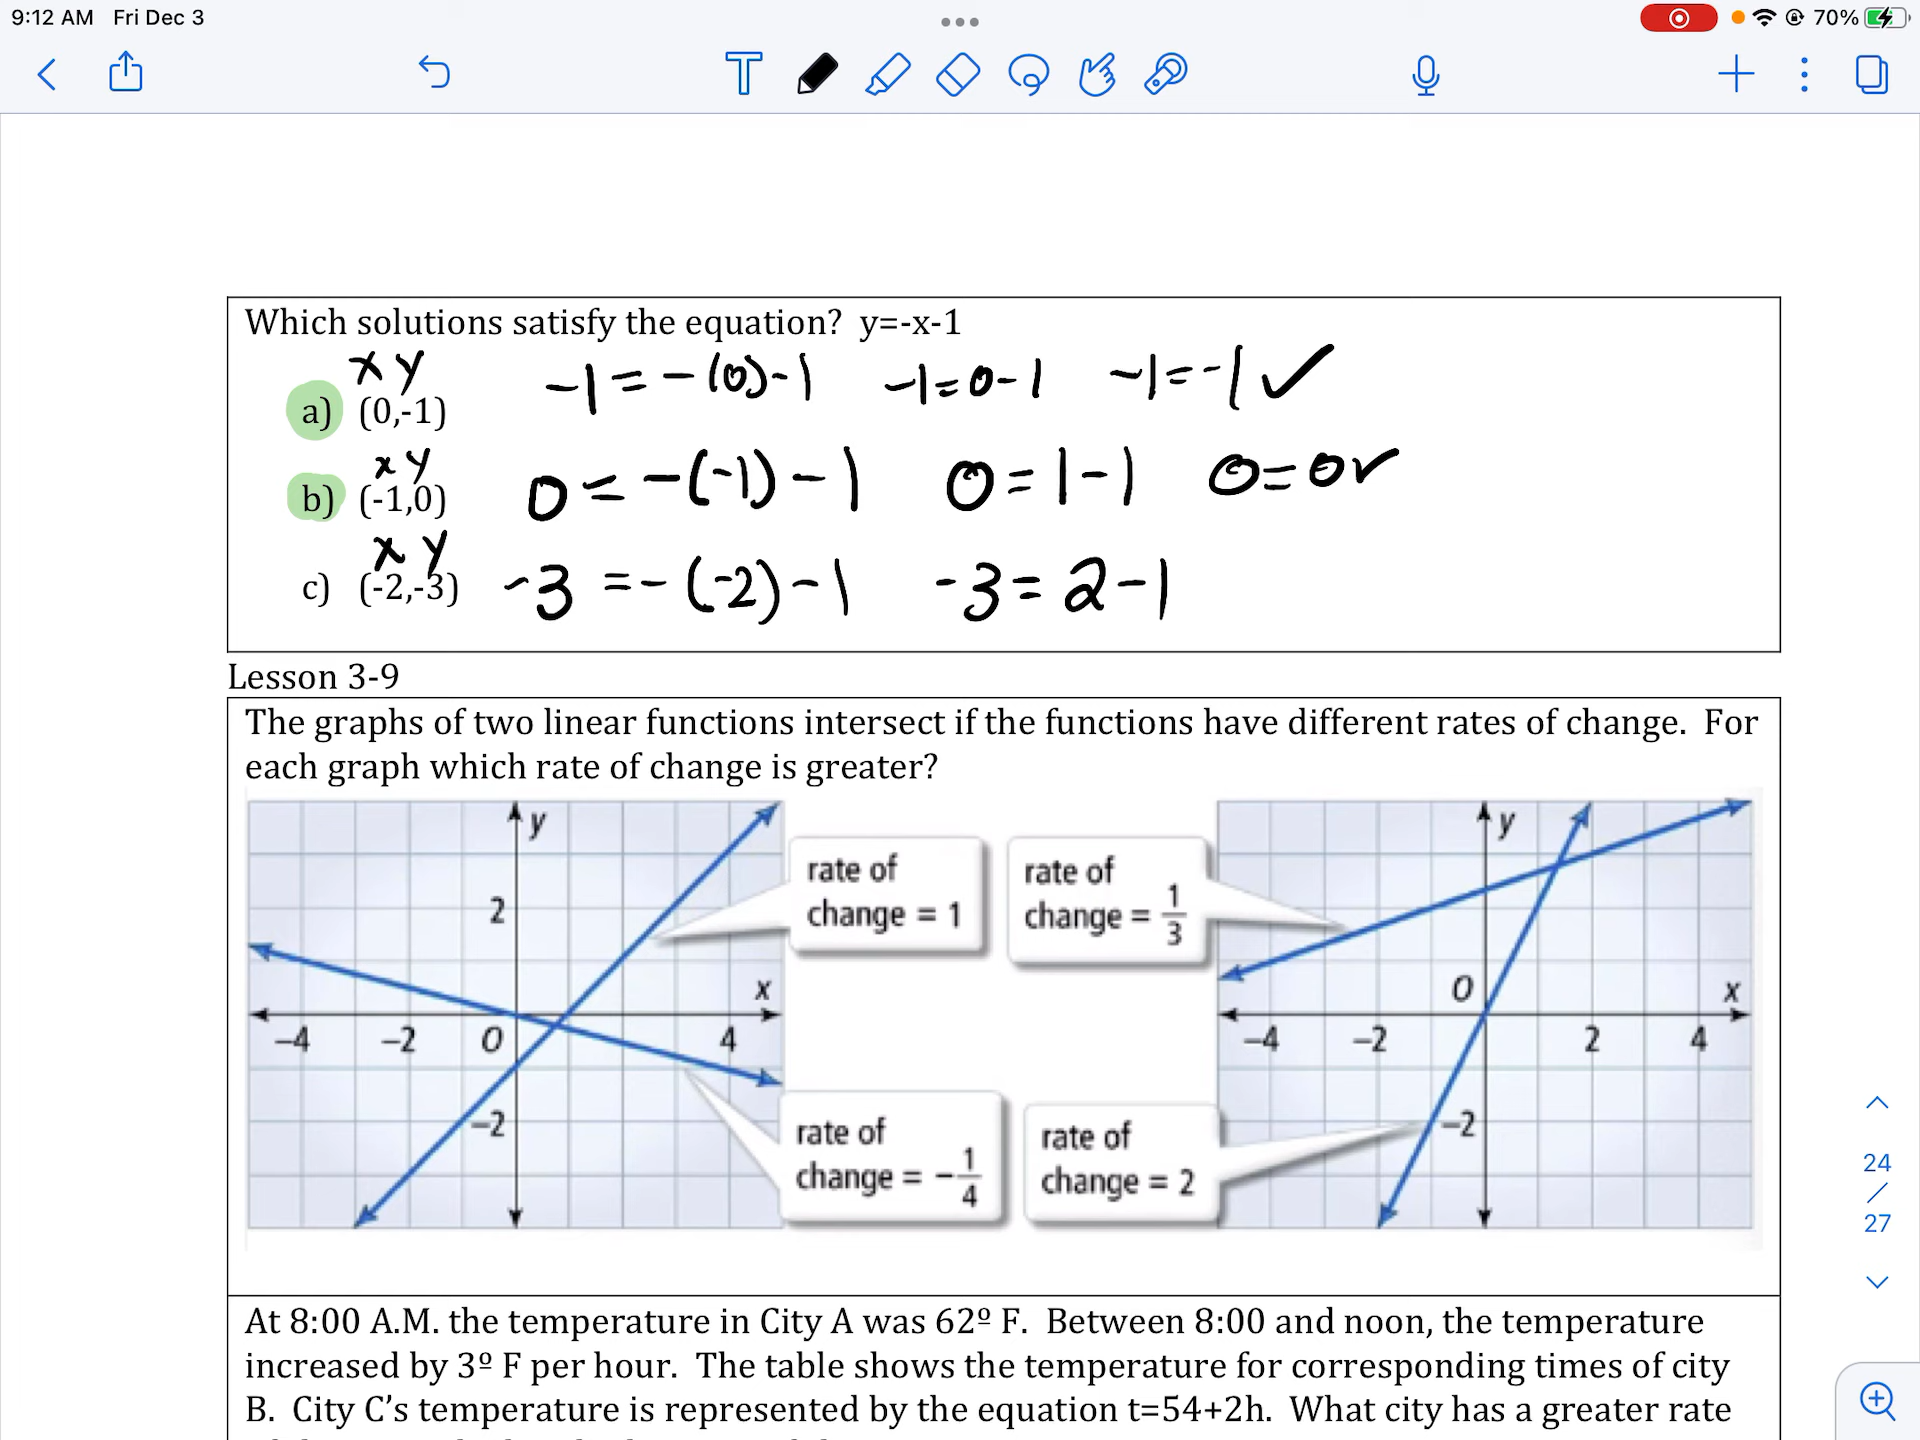 9:12 AM Fri Dec 3
70%
T
Which solutions satisfy the equation? y=-x-1
x y
a) (0,-1) -1=-(0)-1 -1=0-1 -1=-1✓
x y
b) (-1,0) 0=-(-1)-1 0=1-1 0=0✓
x y
c) (-2,-3) -3=-(-2)-1 -3=2-1
Lesson 3-9
The graphs of two linear functions intersect if the functions have different rates of change. For
each graph which rate of change is greater?
y
2
x
-4 -2 O 4
-2
rate of
change = 1
rate of
change = -1/4
rate of
change = 1/3
rate of
change = 2
y
O x
-4 -2 2 4
-2
24
/
27
At 8:00 A.M. the temperature in City A was 62º F. Between 8:00 and noon, the temperature
increased by 3º F per hour. The table shows the temperature for corresponding times of city
B. City C’s temperature is represented by the equation t=54+2h. What city has a greater rate